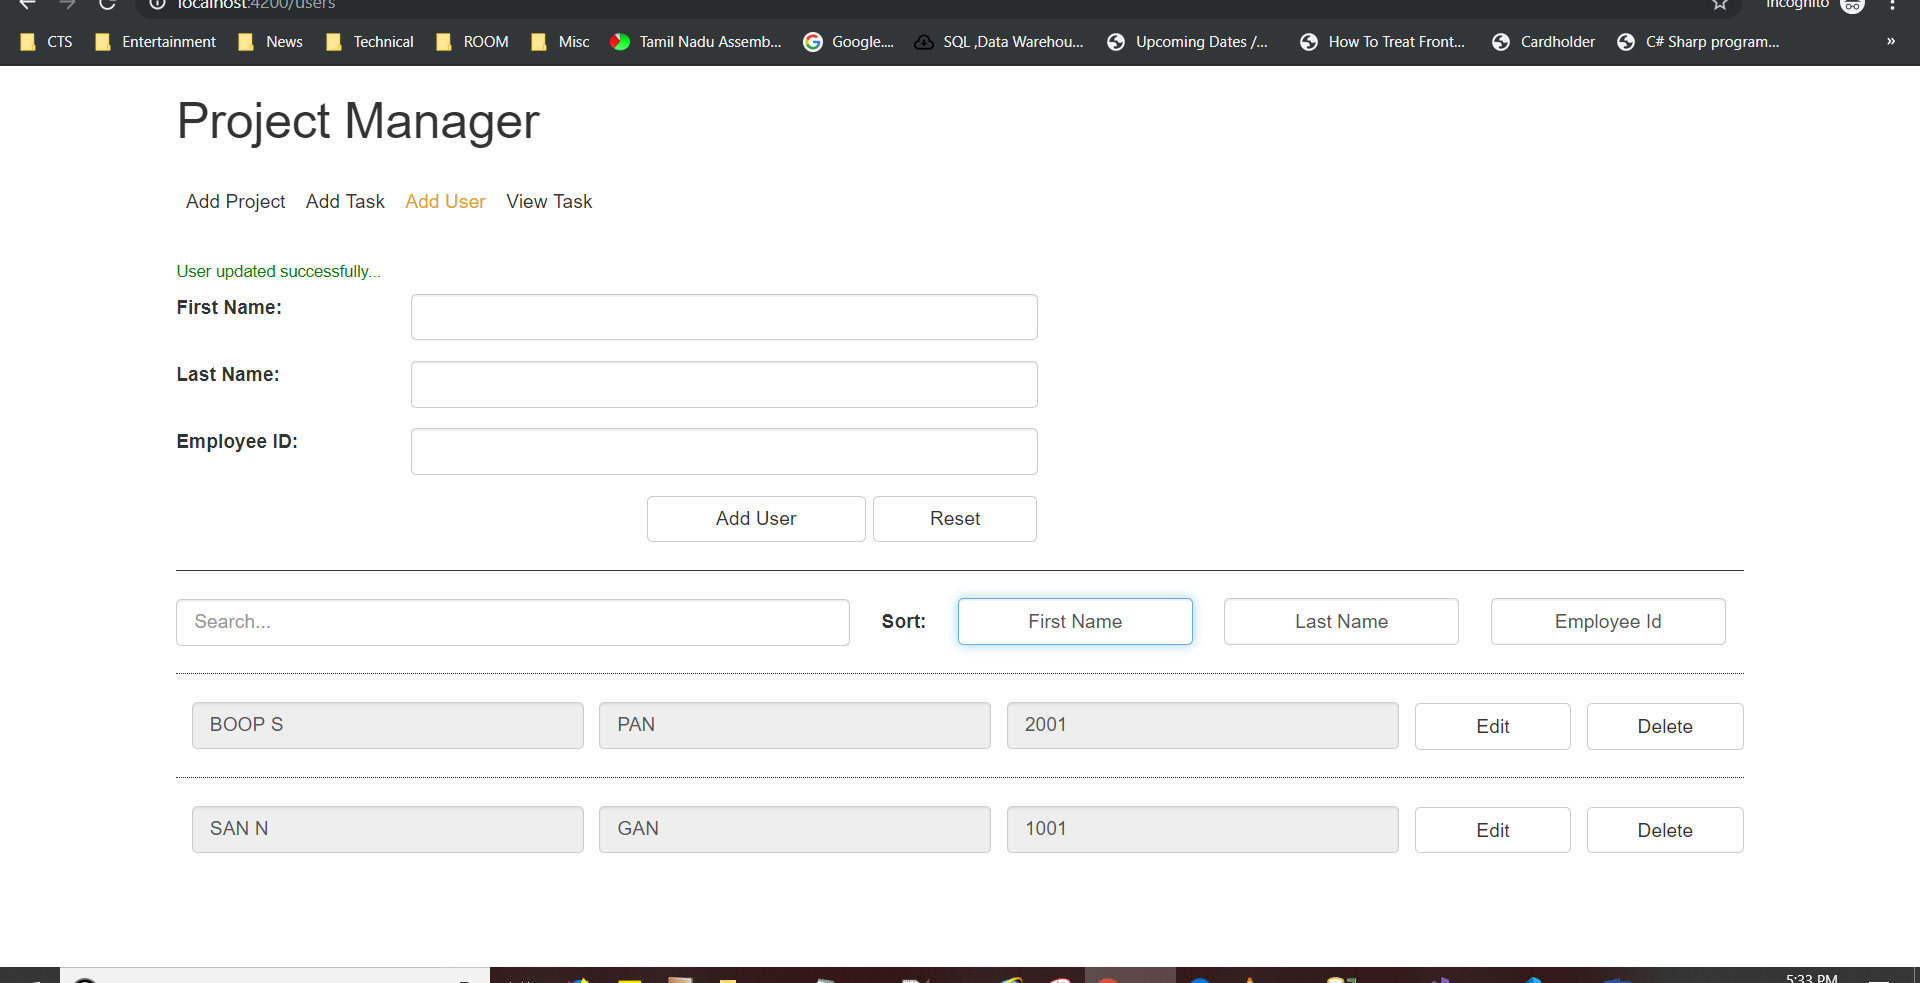 localhost:4200/users Incognito
CTS Entertainment News Technical ROOM Misc Tamil Nadu Assemb... Google.... SQL ,Data Warehou... Upcoming Dates /... How To Treat Front... Cardholder C# Sharp program... »
Project Manager
Add Project Add Task Add User View Task
User updated successfully...
First Name:
Last Name:
Employee ID:
Add User Reset
Search... Sort: First Name Last Name Employee Id
BOOP S PAN 2001 Edit Delete
SAN N GAN 1001 Edit Delete
5:33 PM